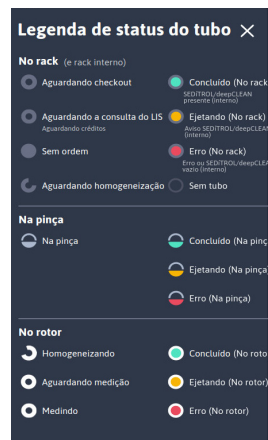 Legenda de status do tubo ×
No rack (e rack interno)
Aguardando checkout
Concluído (No rack
SEDiTROL/deepCLEAN
presente (interno)
Aguardando a consulta do LIS
Aguardando créditos
Ejetando (No rack)
Aviso SEDiTROL/deepCLEAN
(interno)
Sem ordem
Erro (No rack)
Erro ou SEDiTROL/deepCLEA
vazio (interno)
Aguardando homogeneização
Sem tubo
Na pinça
Na pinça
Concluído (Na pinç
Ejetando (Na pinça)
Erro (Na pinça)
No rotor
Homogeneizando
Concluído (No roto
Aguardando medição
Ejetando (No rotor)
Medindo
Erro (No rotor)